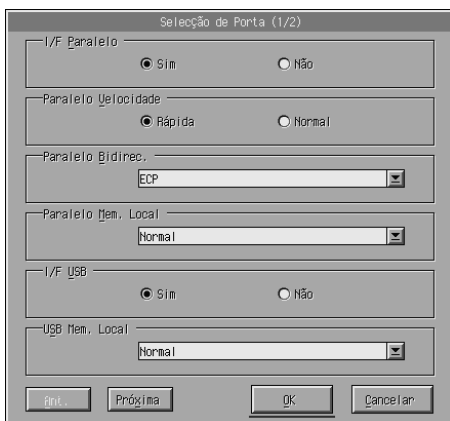 Selecção de Porta (1/2)
I/F Paralelo
Sim Não
Paralelo Velocidade
Rápida Normal
Paralelo Bidirec.
ECP
Paralelo Mem. Local
Normal
I/F USB
Sim Não
USB Mem. Local
Normal
Ant. Próxima OK Cancelar